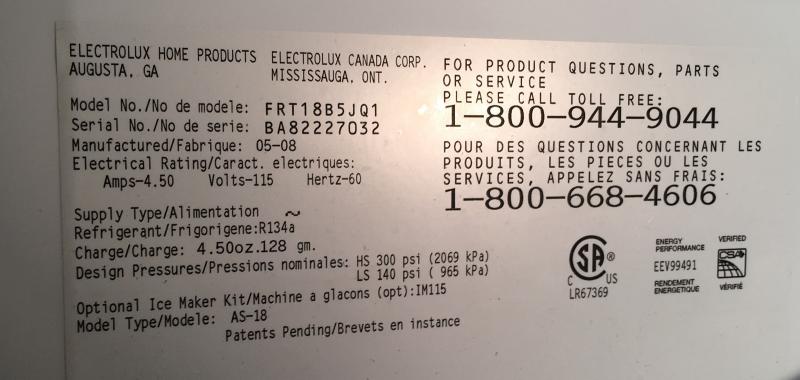 ELECTROLUX HOME PRODUCTS
AUGUSTA, GA
ELECTROLUX CANADA CORP.
MISSISSAUGA, ONT.
Model No./No de modele: FRT18B5JQ1
Serial No./No de serie: BA82227032
Manufactured/Fabrique: 05-08
Electrical Rating/Caract. electriques:
Amps-4.50 Volts-115 Hertz-60
Supply Type/Alimentation ~
Refrigerant/Frigorigene:R134a
Charge/Charge: 4.50oz.128 gm.
Design Pressures/Pressions nominales: HS 300 psi (2069 kPa)
LS 140 psi ( 965 kPa)
Optional Ice Maker Kit/Machine a glacons (opt):IM115
Model Type/Modele: AS-18
Patents Pending/Brevets en instance
FOR PRODUCT QUESTIONS, PARTS
OR SERVICE
PLEASE CALL TOLL FREE:
1-800-944-9044
POUR DES QUESTIONS CONCERNANT LES
PRODUITS, LES PIECES OU LES
SERVICES, APPELEZ SANS FRAIS:
1-800-668-4606
SA ®
C US
LR67369
ENERGY
PERFORMANCE
EEV99491
RENDEMENT
ENERGETIQUE
VERIFIED
CSA
VÉRIFIÉ